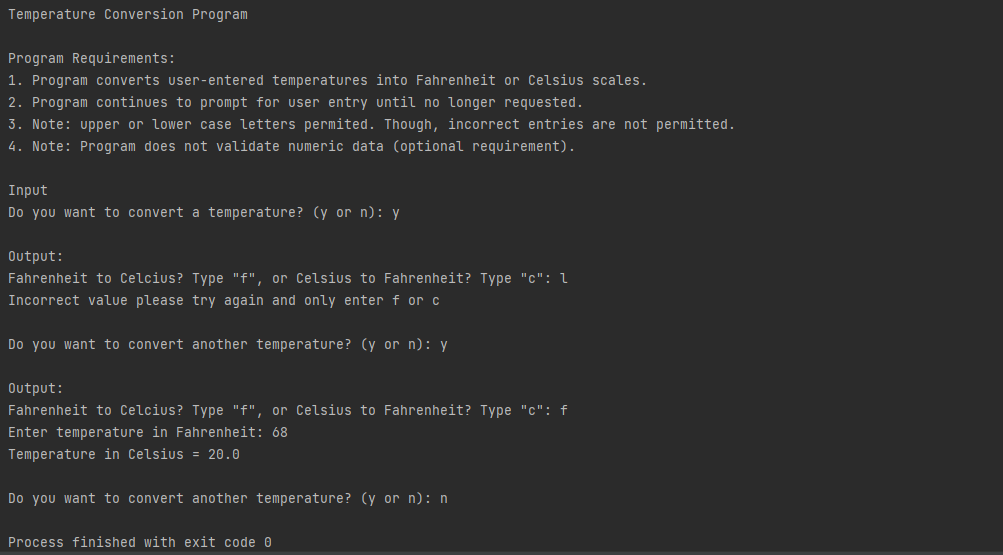 Temperature Conversion Program
Program Requirements:
1. Program converts user-entered temperatures into Fahrenheit or Celsius scales.
2. Program continues to prompt for user entry until no longer requested.
3. Note: upper or lower case letters permited. Though, incorrect entries are not permitted.
4. Note: Program does not validate numeric data (optional requirement).
Input
Do you want to convert a temperature? (y or n): y
Output:
Fahrenheit to Celcius? Type "f", or Celsius to Fahrenheit? Type "c": l
Incorrect value please try again and only enter f or c
Do you want to convert another temperature? (y or n): y
Output:
Fahrenheit to Celcius? Type "f", or Celsius to Fahrenheit? Type "c": f
Enter temperature in Fahrenheit: 68
Temperature in Celsius = 20.0
Do you want to convert another temperature? (y or n): n
Process finished with exit code 0